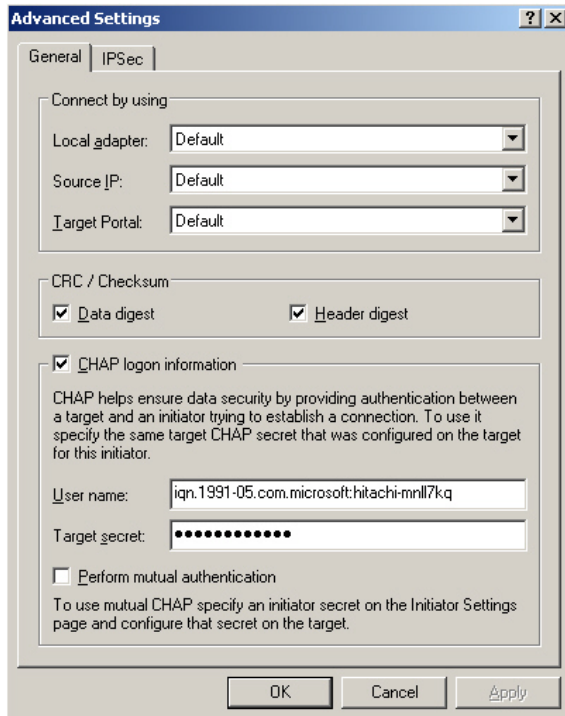 Advanced Settings
General
IPSec
Connect by using
Local adapter: Default
Source IP: Default
Target Portal: Default
CRC / Checksum
Data digest
Header digest
CHAP logon information
CHAP helps ensure data security by providing authentication between
a target and an initiator trying to establish a connection. To use it
specify the same target CHAP secret that was configured on the target
for this initiator.
User name: iqn.1991-05.com.microsoft:hitachi-mnll7kq
Target secret: ●●●●●●●●●●●●
Perform mutual authentication
To use mutual CHAP specify an initiator secret on the Initiator Settings
page and configure that secret on the target.
OK
Cancel
Apply